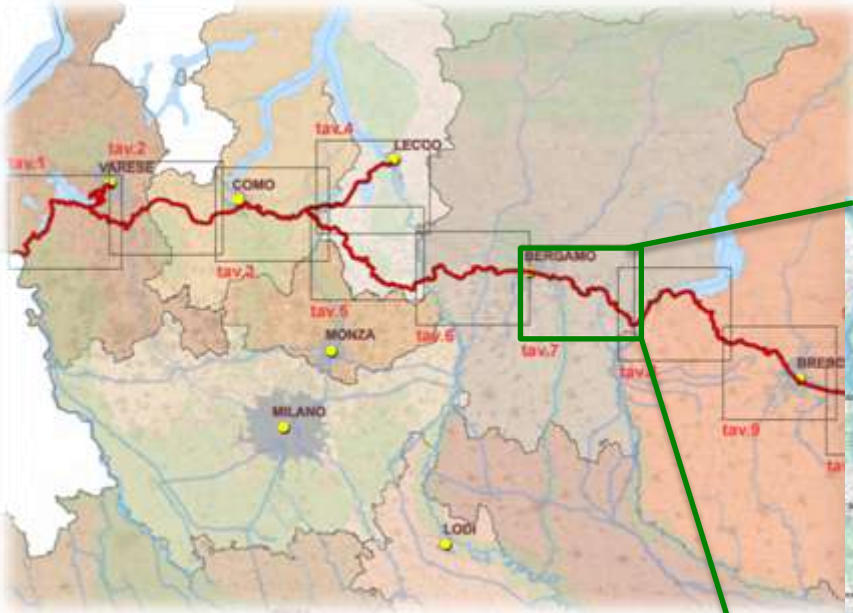 tav.4
LECCO
tav.2
tav.1
VARESE
COMO
BERGAMO
tav.3
tav.5
tav.6
MONZA
tav.7
BRESC
MILANO
tav.9
LODI